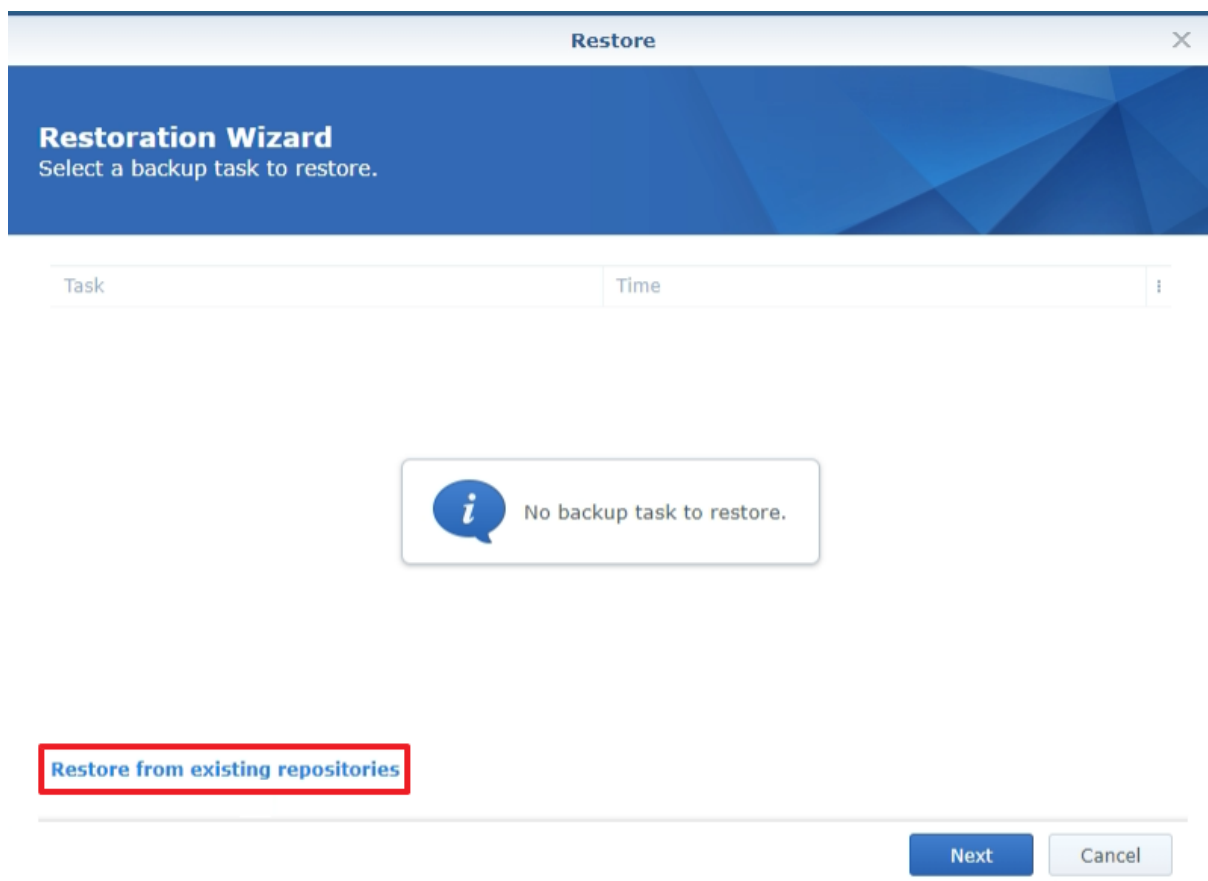 Restore
Restoration Wizard
Select a backup task to restore.
Task Time
No backup task to restore.
Restore from existing repositories
Next Cancel